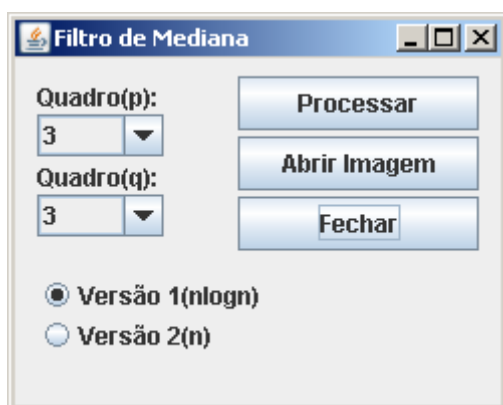 Filtro de Mediana
Quadro(p):
3
Quadro(q):
3
Processar
Abrir Imagem
Fechar
Versão 1(nlogn)
Versão 2(n)